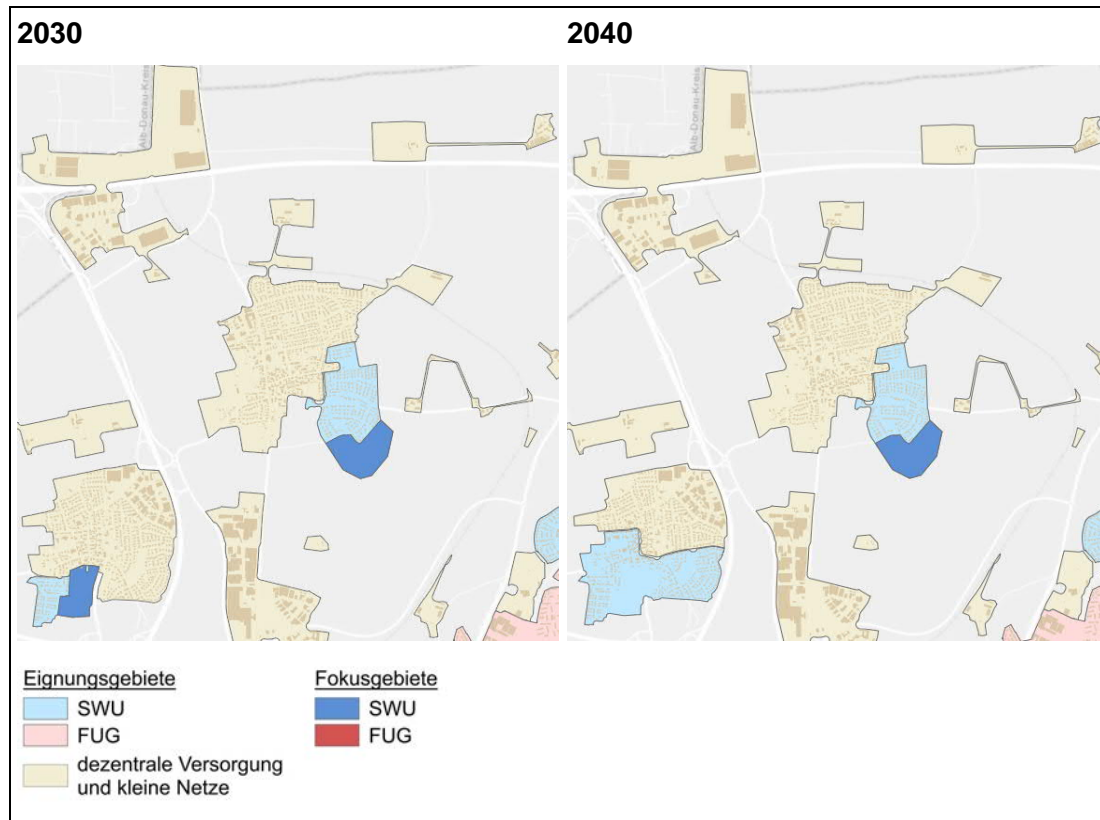 2030
2040
Alb-Donau-Kreis
Alb-Donau-Kreis
Eignungsgebiete
SWU
FUG
dezentrale Versorgung
und kleine Netze
Fokusgebiete
SWU
FUG